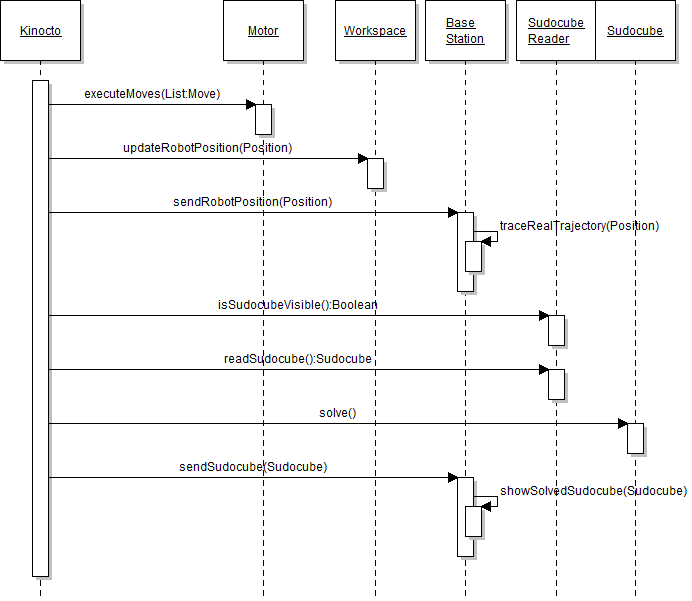 Kinocto
Motor
Workspace
Base
Station
Sudocube
Reader
Sudocube
executeMoves(List:Move)
updateRobotPosition(Position)
sendRobotPosition(Position)
traceRealTrajectory(Position)
isSudocubeVisible():Boolean
readSudocube():Sudocube
solve()
sendSudocube(Sudocube)
showSolvedSudocube(Sudocube)